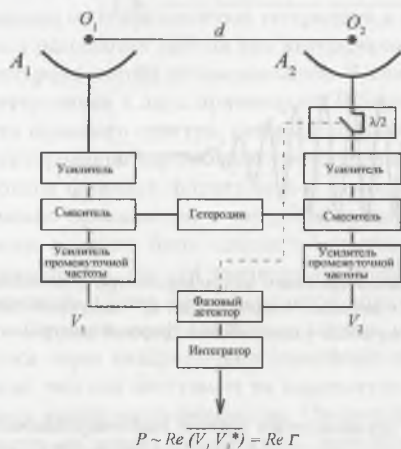 O₁ d O₂
A₁ A₂
λ/2
Усилитель Усилитель
Смеситель Гетеродин Смеситель
Усилитель промежуточной частоты
Усилитель промежуточной частоты
Фазовый детектор
V₁ V₂
Интегратор
P ~ Re (V₁ V₂*) = Re Γ